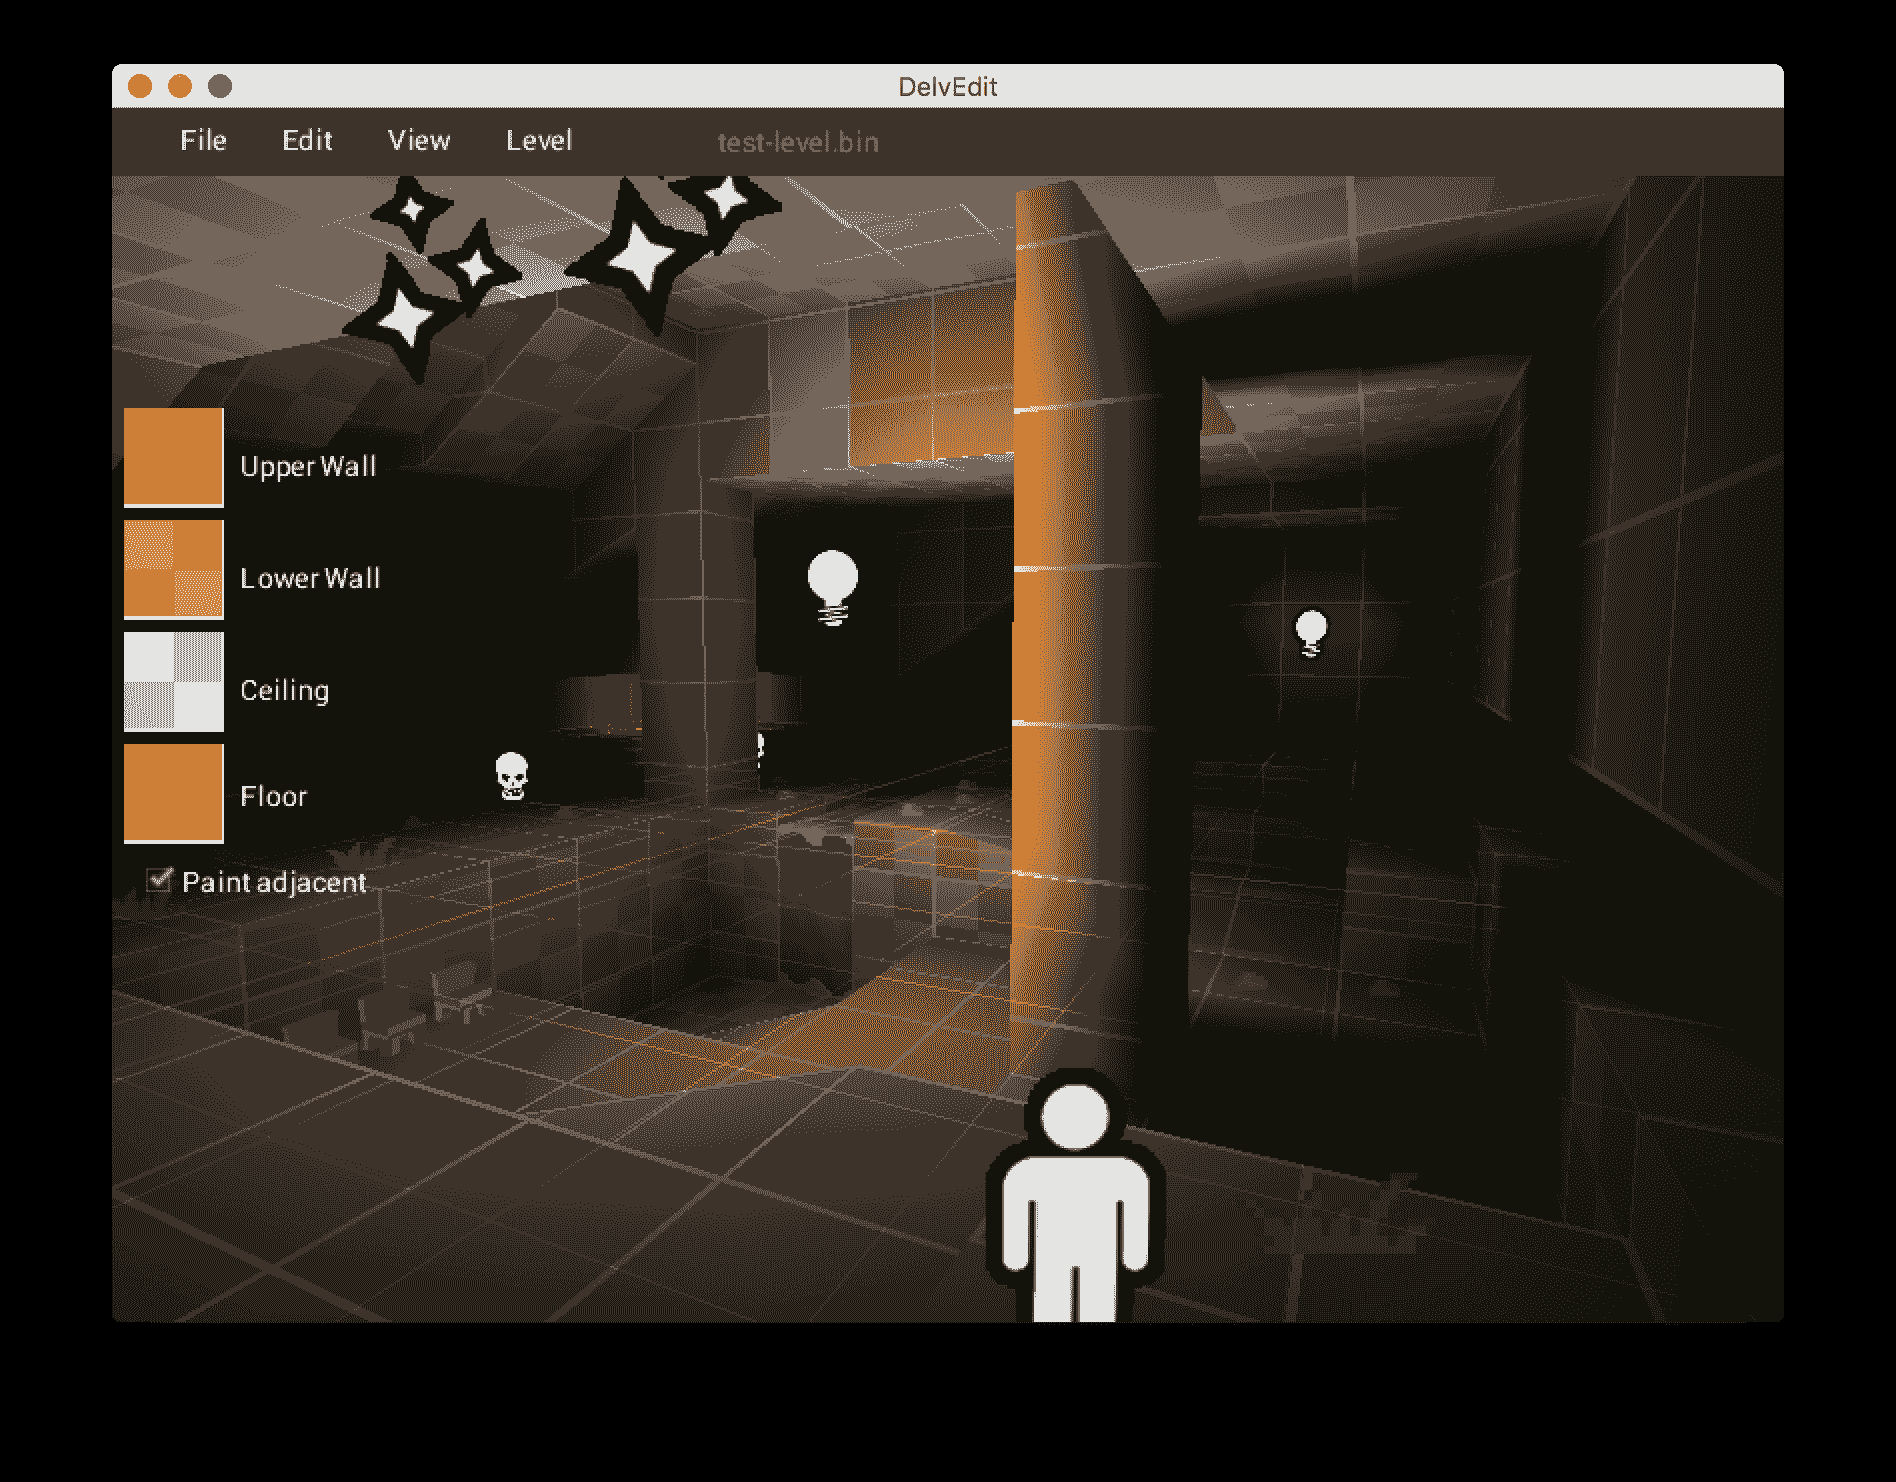 DelvEdit
File Edit View Level test-level.bin
Upper Wall
Lower Wall
Ceiling
Floor
Paint adjacent